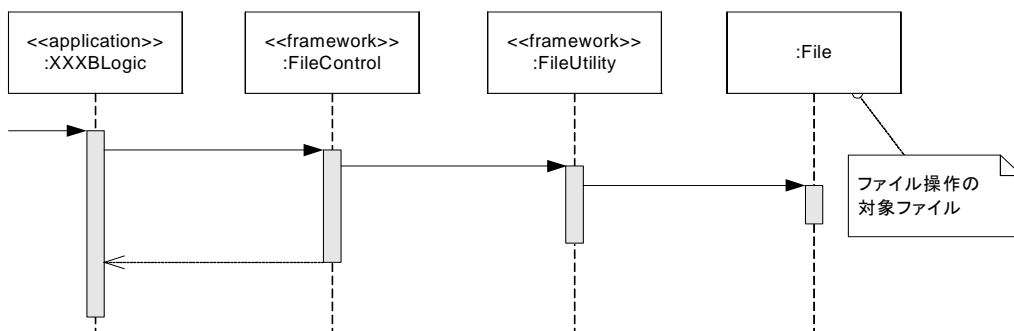 <<application>>
:XXXBLogic
<<framework>>
:FileControl
<<framework>>
:FileUtility
:File
ファイル操作の
対象ファイル